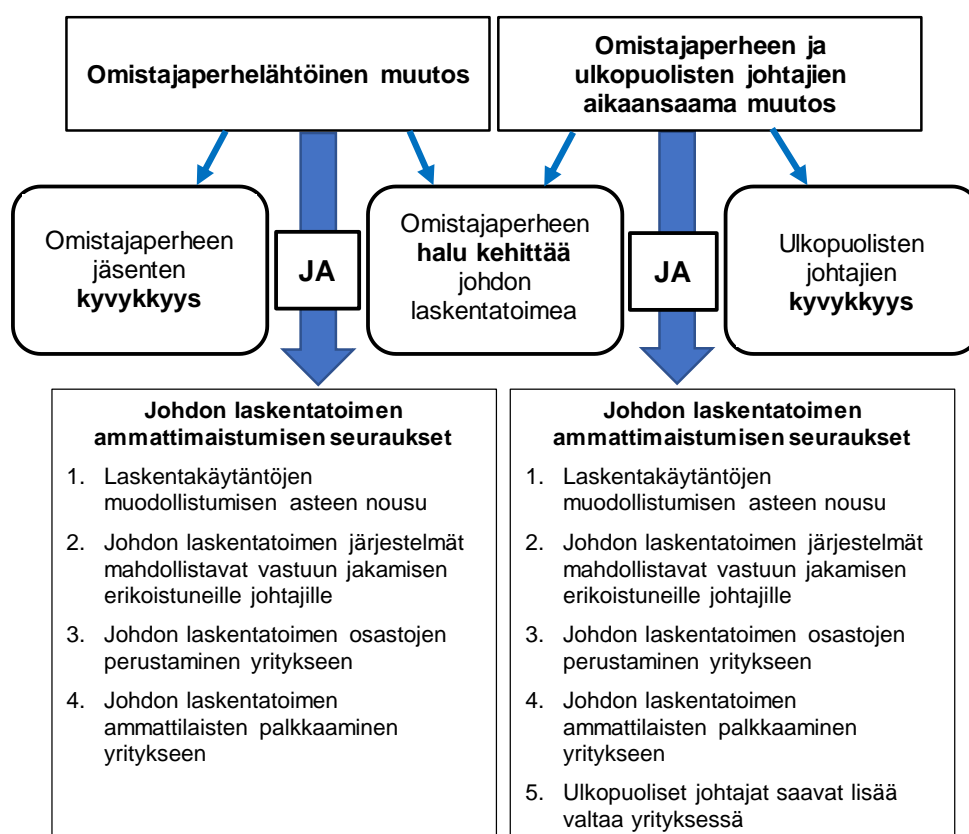 Omistajaperhelähtöinen muutos
Omistajaperheen ja
ulkopuolisten johtajien
aikaansaama muutos
Omistajaperheen
jäsenten
kyvykkyys
JA
Omistajaperheen
halu kehittää
johdon
laskentatoimea
JA
Ulkopuolisten
johtajien
kyvykkyys
Johdon laskentatoimen
ammattimaistumisen seuraukset
1. Laskentakäytäntöjen
muodollistumisen asteen nousu
2. Johdon laskentatoimen järjestelmät
mahdollistavat vastuun jakamisen
erikoistuneille johtajille
3. Johdon laskentatoimen osastojen
perustaminen yritykseen
4. Johdon laskentatoimen
ammattilaisten palkkaaminen
yritykseen
Johdon laskentatoimen
ammattimaistumisen seuraukset
1. Laskentakäytäntöjen
muodollistumisen asteen nousu
2. Johdon laskentatoimen järjestelmät
mahdollistavat vastuun jakamisen
erikoistuneille johtajille
3. Johdon laskentatoimen osastojen
perustaminen yritykseen
4. Johdon laskentatoimen
ammattilaisten palkkaaminen
yritykseen
5. Ulkopuoliset johtajat saavat lisää
valtaa yrityksessä